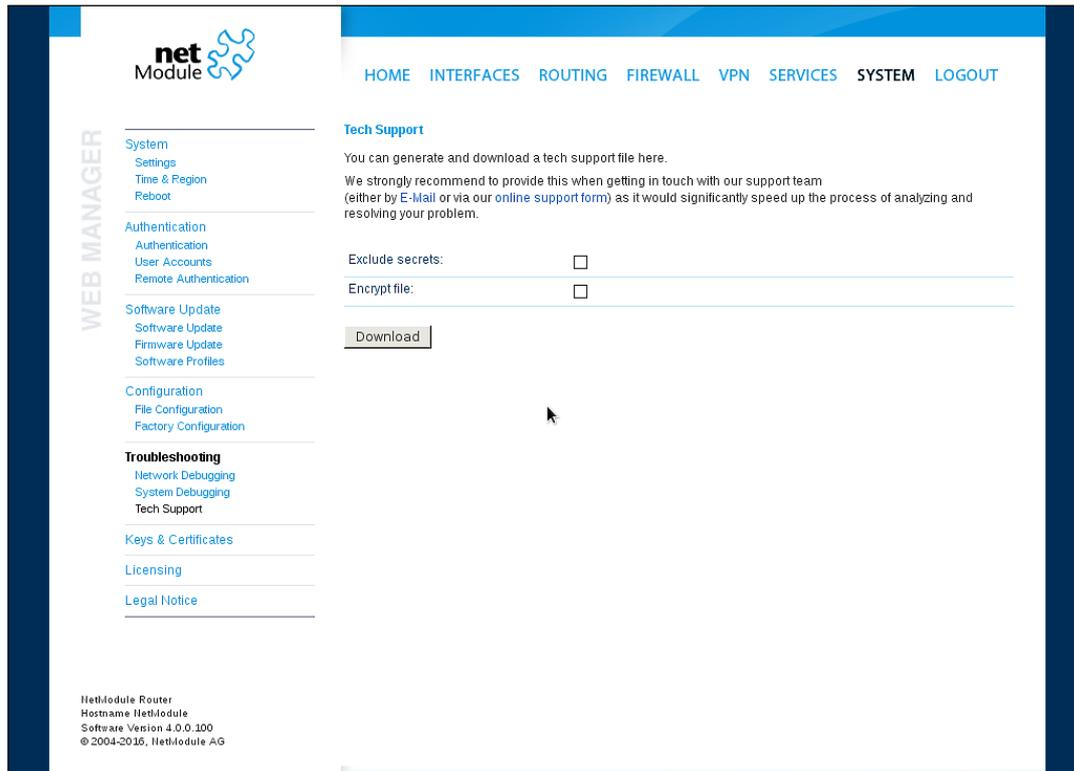 net
Module
HOME INTERFACES ROUTING FIREWALL VPN SERVICES SYSTEM LOGOUT
WEB MANAGER
System
Settings
Time & Region
Reboot
Authentication
Authentication
User Accounts
Remote Authentication
Software Update
Software Update
Firmware Update
Software Profiles
Configuration
File Configuration
Factory Configuration
Troubleshooting
Network Debugging
System Debugging
Tech Support
Keys & Certificates
Licensing
Legal Notice
Tech Support
You can generate and download a tech support file here.
We strongly recommend to provide this when getting in touch with our support team
(either by E-Mail or via our online support form) as it would significantly speed up the process of analyzing and
resolving your problem.
Exclude secrets:
Encrypt file:
Download
NetModule Router
Hostname NetModule
Software Version 4.0.0.100
© 2004-2016, NetModule AG